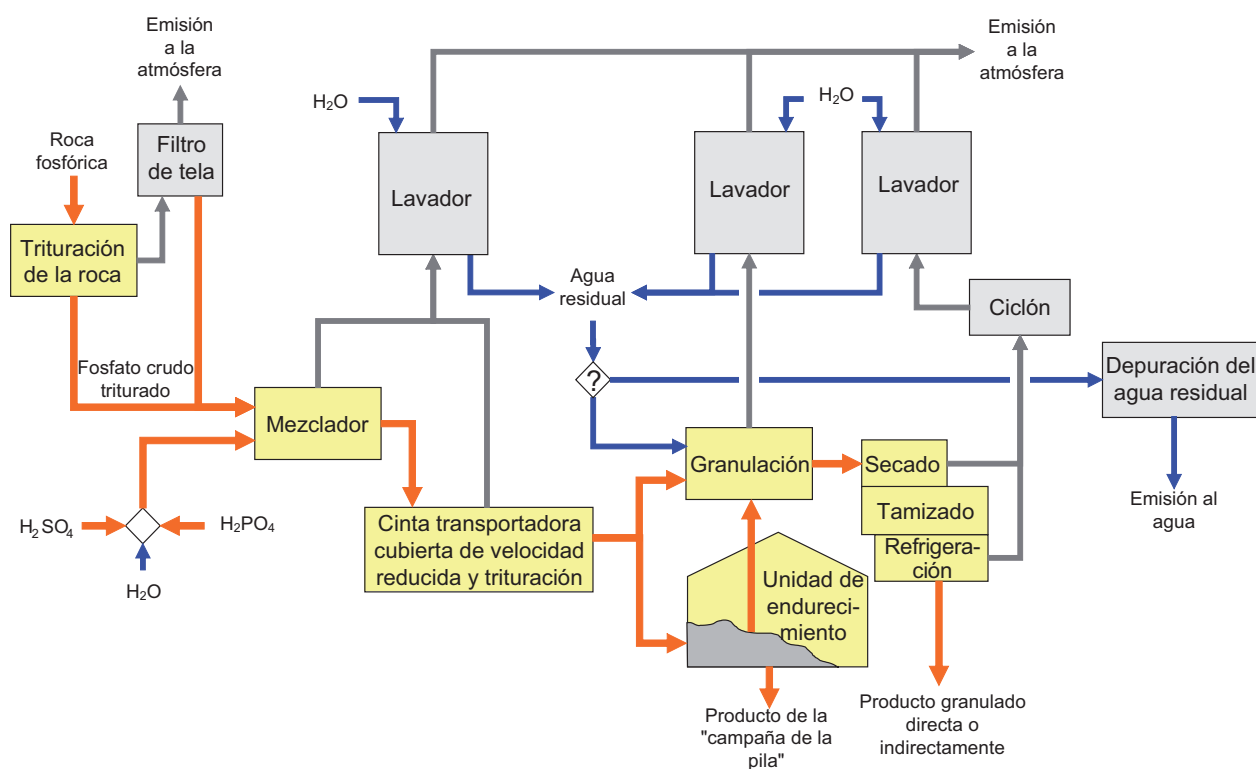 Emisión
a la
atmósfera
Emisión
a la
atmósfera
H₂O
H₂O
Roca
fosfórica
Filtro
de tela
Lavador
Lavador
Lavador
Trituración
de la roca
Agua
residual
Ciclón
Fosfato crudo
triturado
?
Depuración del
agua residual
Mezclador
Granulación
Secado
Tamizado
Refrigera-
ción
H₂SO₄
H₂PO₄
H₂O
Cinta transportadora
cubierta de velocidad
reducida y trituración
Unidad de
endureci-
miento
Emisión al
agua
Producto de la
"campaña de la
pila"
Producto granulado
directa o
indirectamente